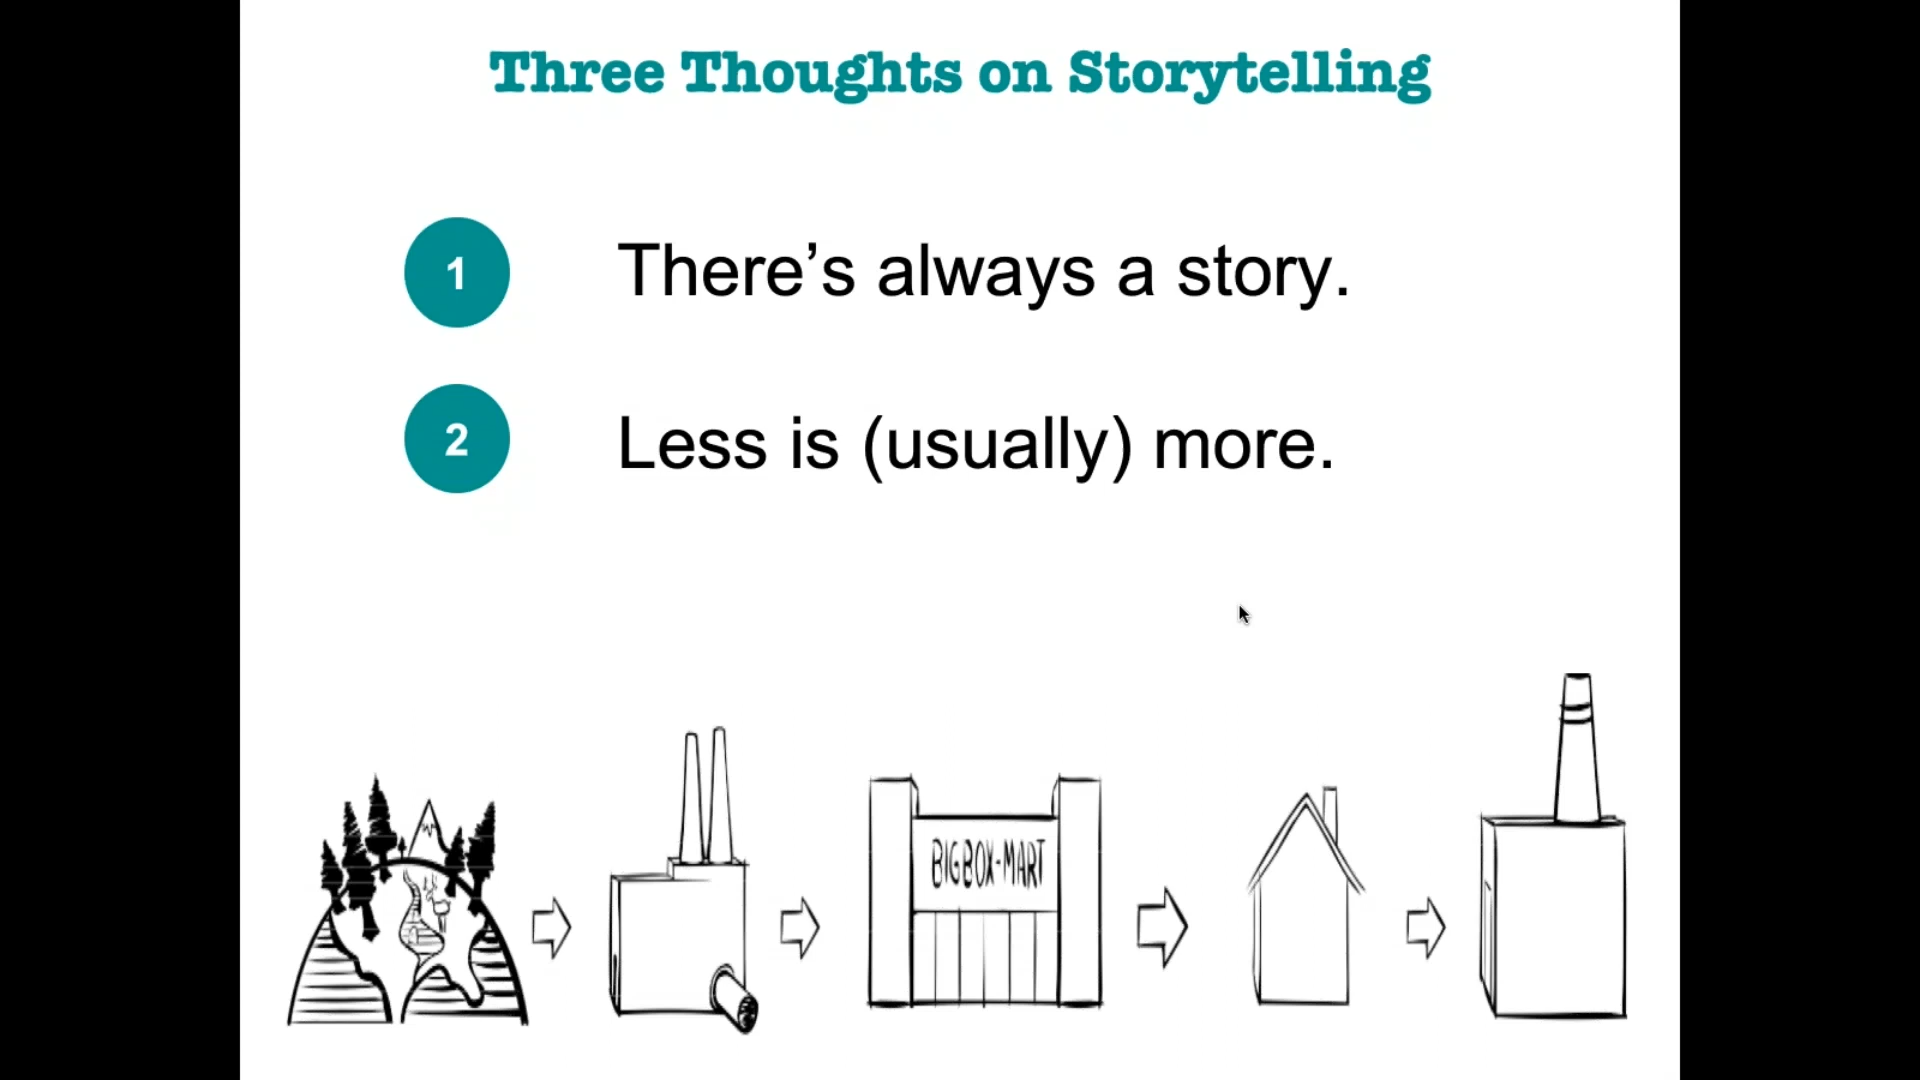 Three Thoughts on Storytelling
1
There’s always a story.
2
Less is (usually) more.
BIGBOX-MART